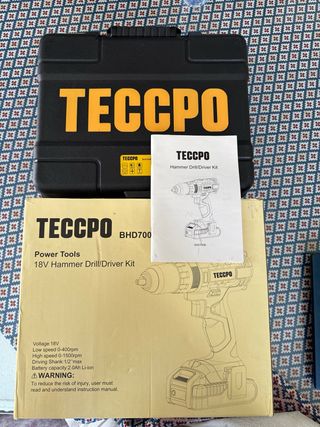 TECCPO
TECCPO
TECCPO
Hammer Drill/Driver Kit
TECCPO
BHD700
Power Tools
18V Hammer Drill/Driver Kit
TECCPO
Voltage 18V
Low speed 0-400rpm
High speed 0-1500rpm
Driving Shank 1/2" max
Battery capacity 2.0Ah Li-ion
⚠WARNING:
To reduce the risk of injury, user must
read and understand instruction manual.